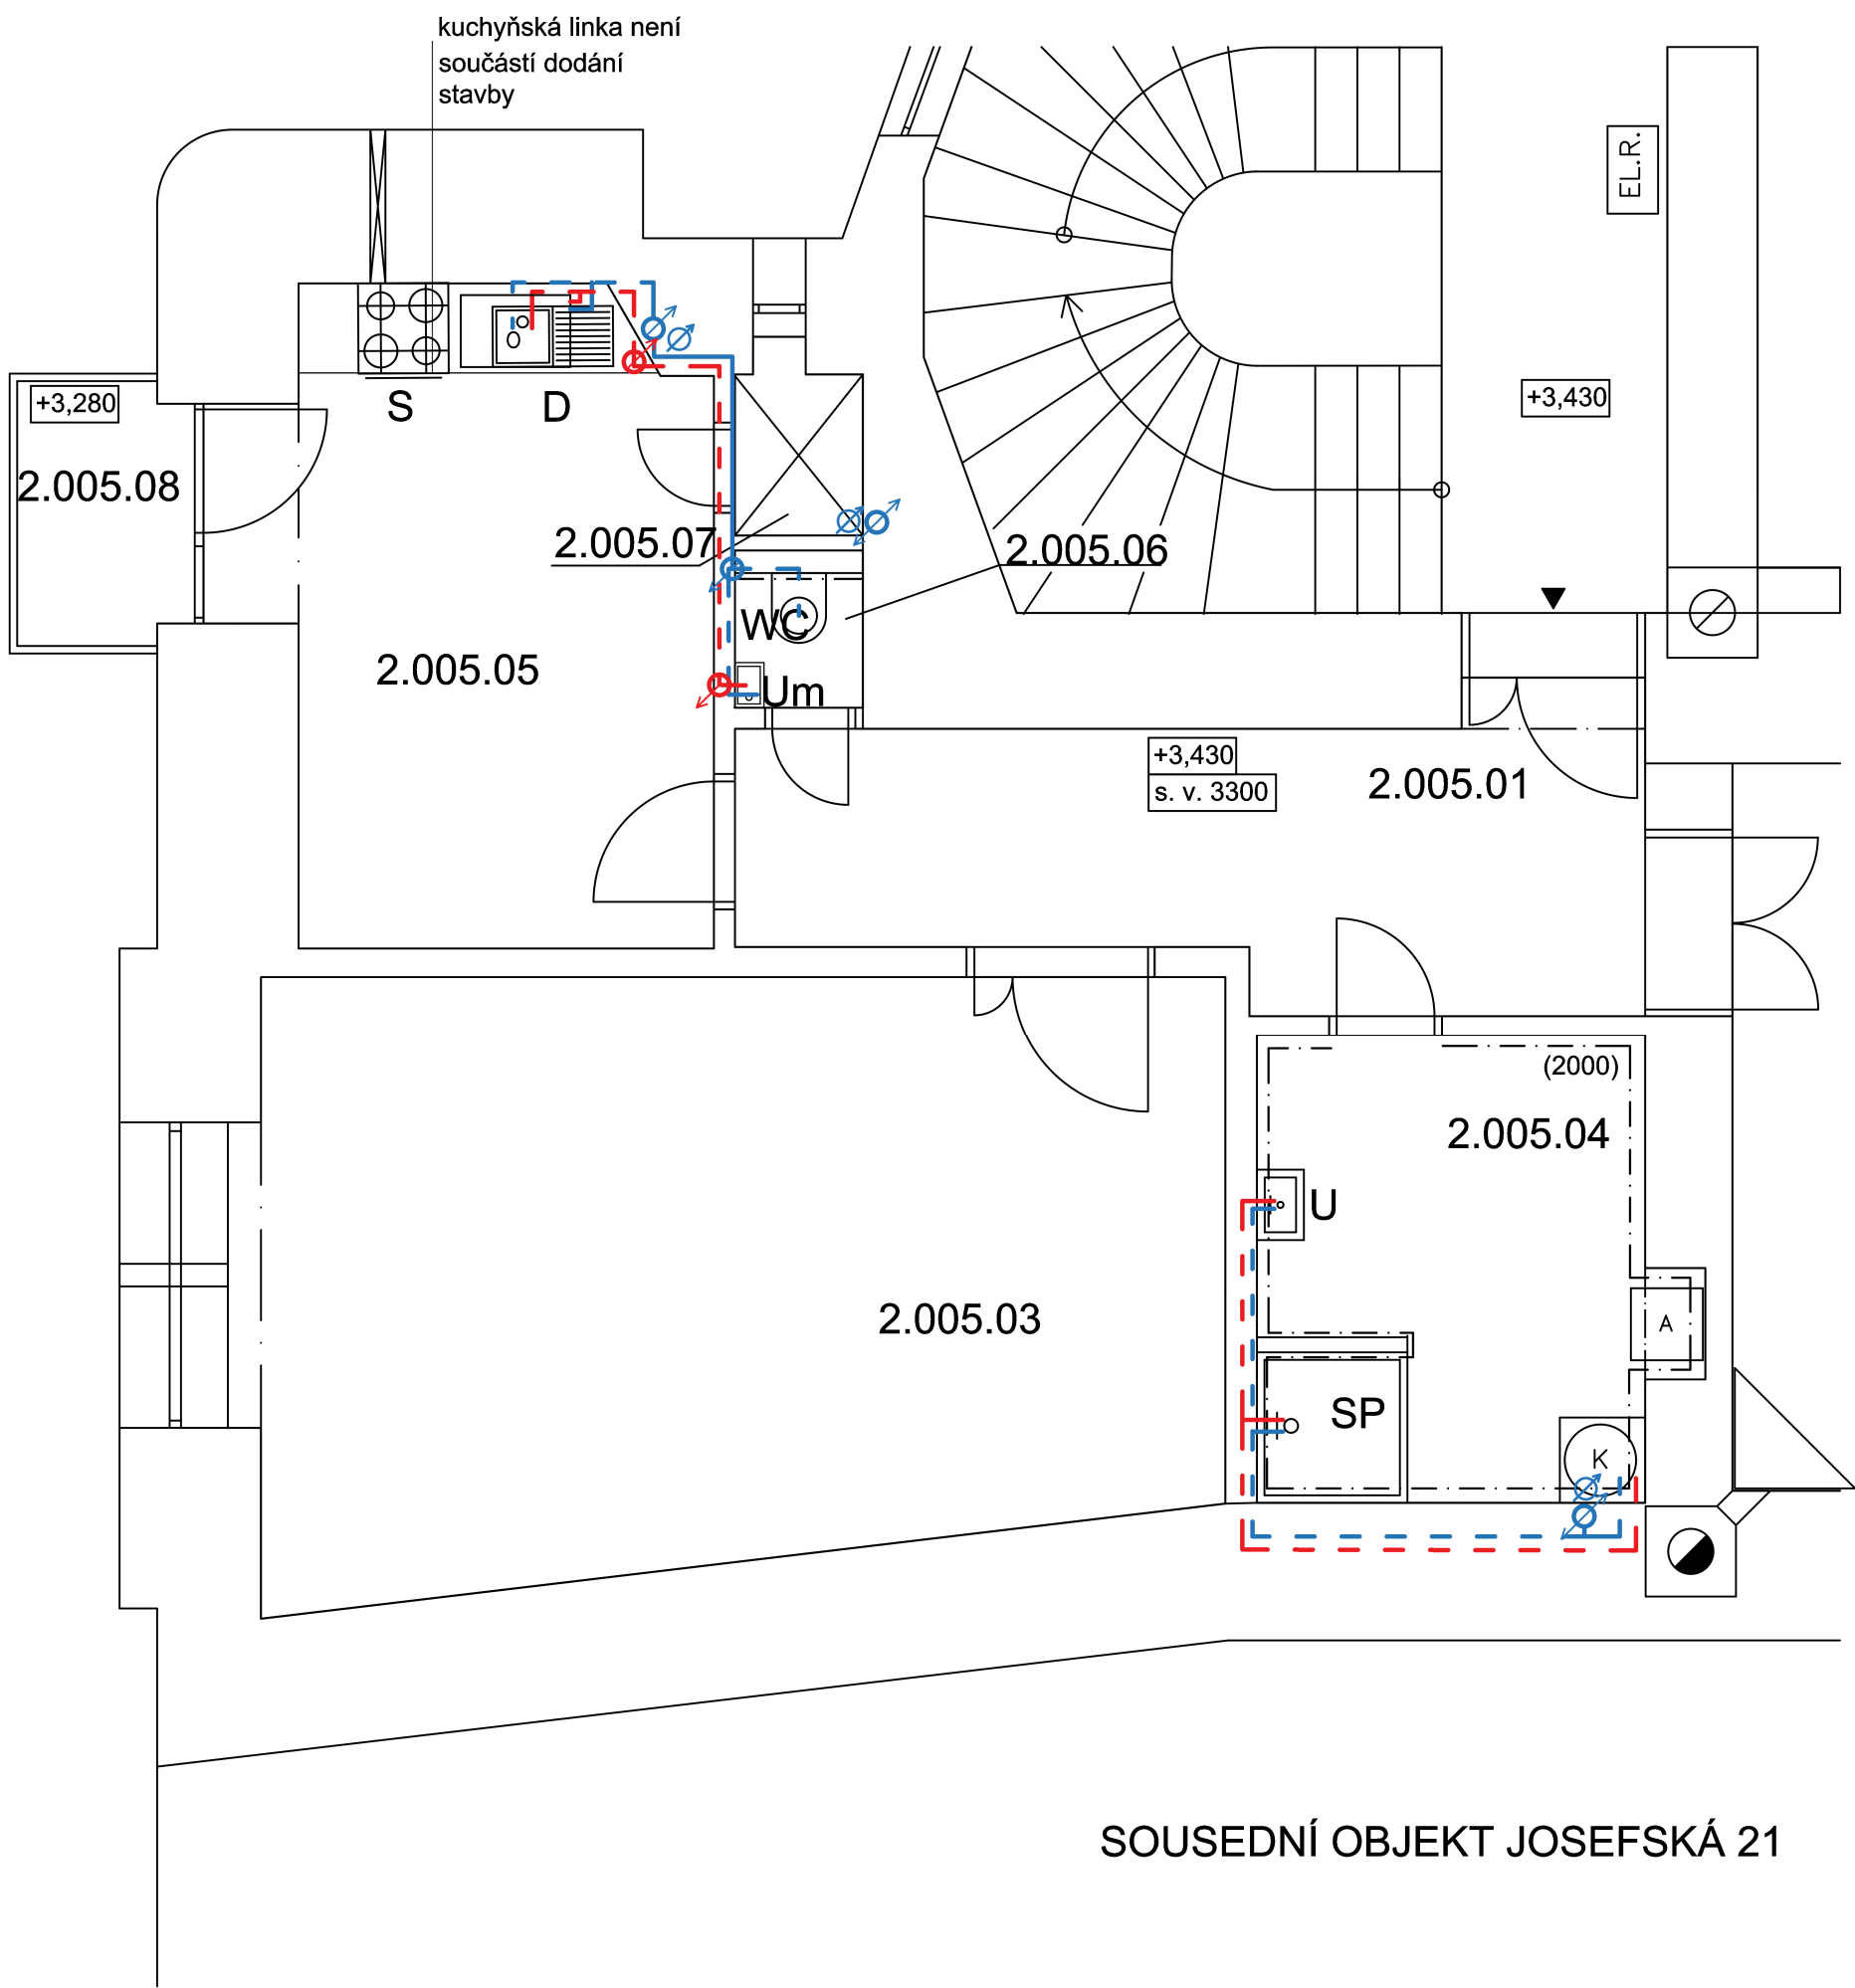 kuchyňská linka není
součástí dodání
stavby
EL.R.
+3,280
S
D
+3,430
2.005.08
2.005.07
2.005.06
WC
2.005.05
Um
+3,430
s. v. 3300
2.005.01
(2000)
2.005.04
U
2.005.03
A
SP
K
SOUSEDNÍ OBJEKT JOSEFSKÁ 21